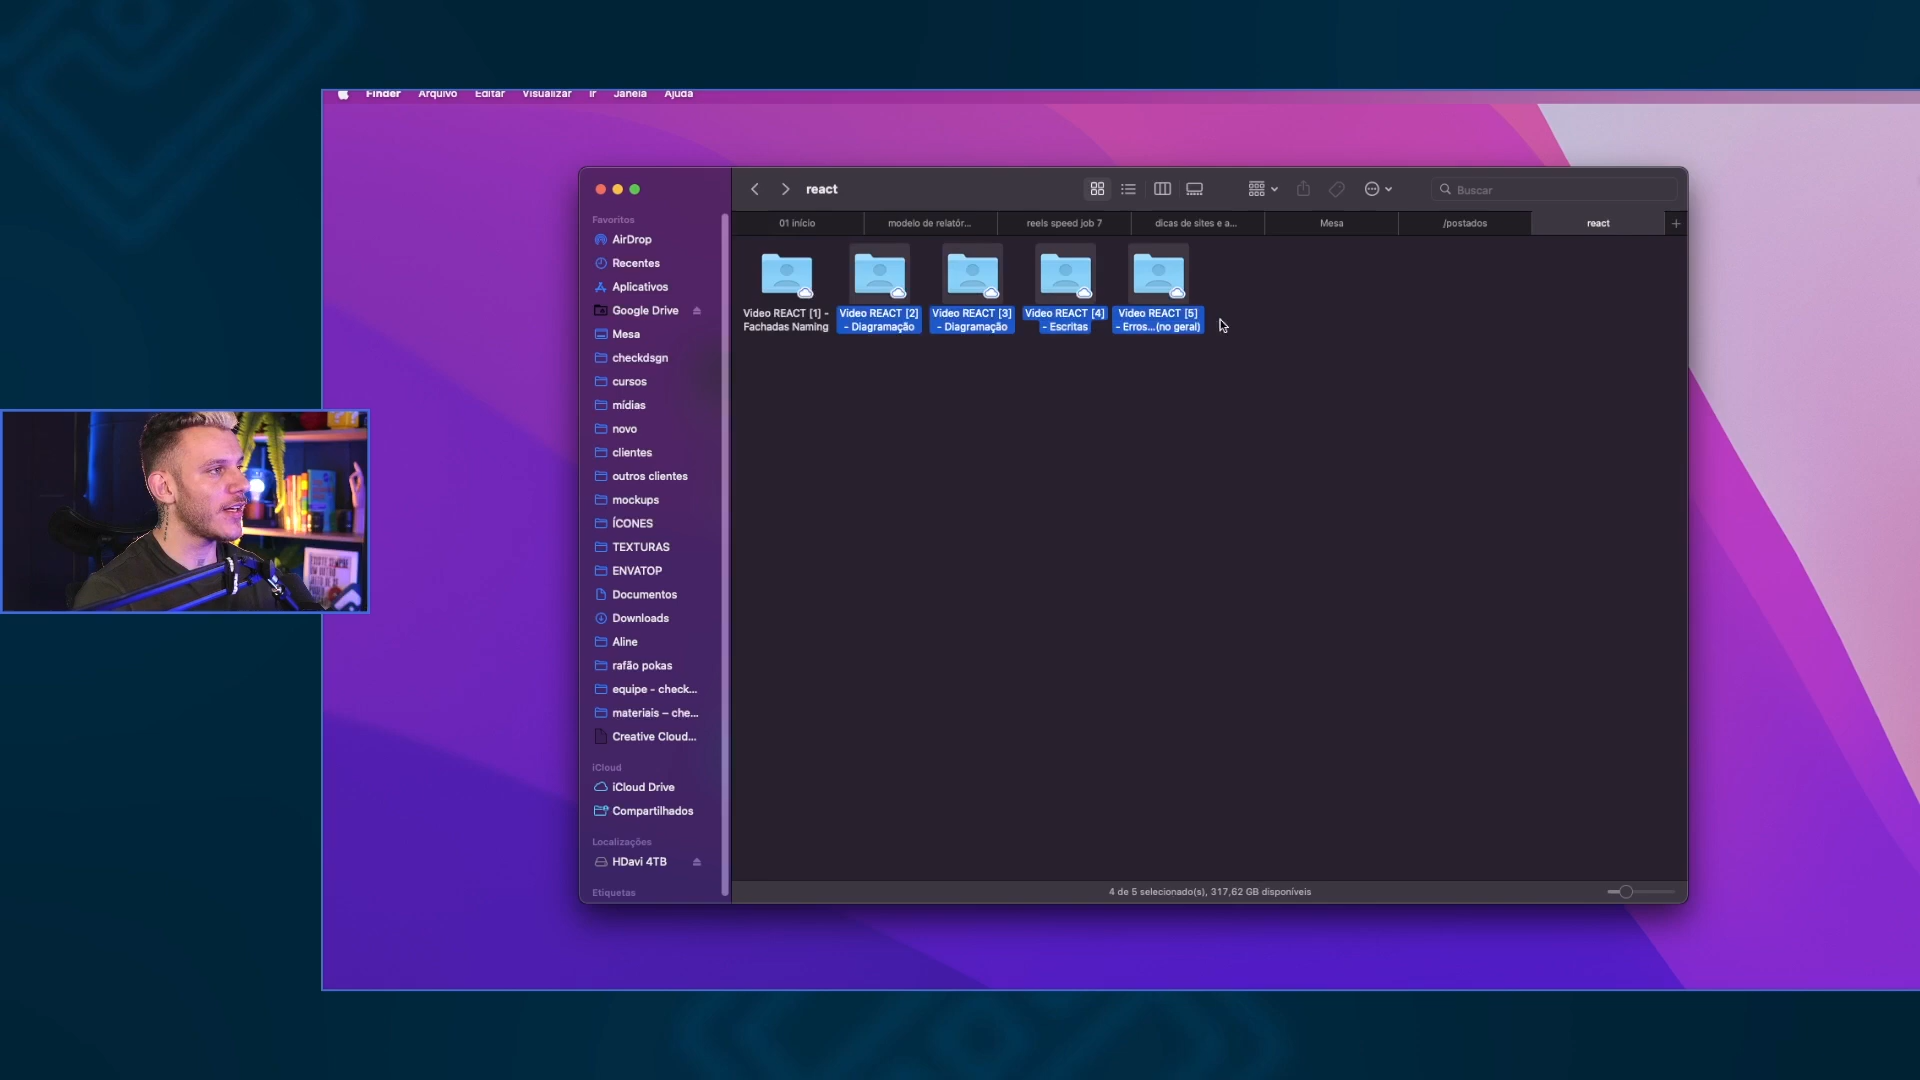 Finder Arquivo Editar Visualizar Ir Janela Ajuda
react
Buscar
01 início
modelo de relatór...
reels speed job 7
dicas de sites e a...
Mesa
/postados
react
Favoritos
AirDrop
Recentes
Aplicativos
Google Drive
Mesa
checkdsgn
cursos
mídias
novo
clientes
outros clientes
mockups
ÍCONES
TEXTURAS
ENVATOP
Documentos
Downloads
Aline
rafão pokas
equipe - check...
materiais – che...
Creative Cloud...
iCloud
iCloud Drive
Compartilhados
Localizações
HDavi 4TB
Etiquetas
Video REACT [1] -
Fachadas Naming
Video REACT [2]
- Diagramação
Video REACT [3]
- Diagramação
Video REACT [4]
- Escritas
Video REACT [5]
- Erros...(no geral)
4 de 5 selecionado(s), 317,62 GB disponíveis